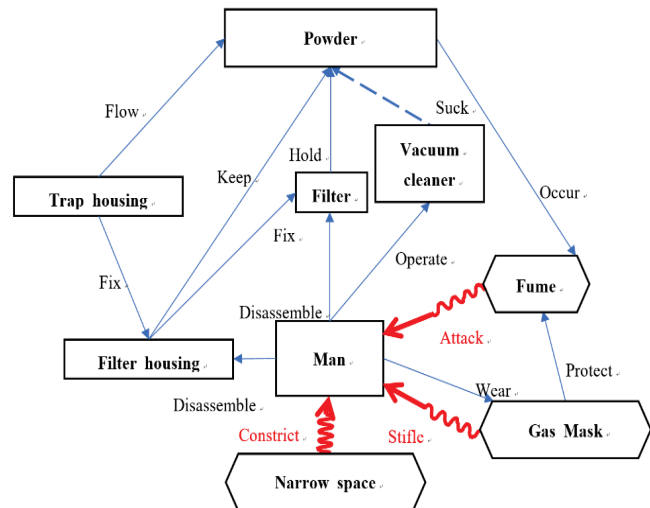 Powder
Flow
Suck
Hold
Vacuum
cleaner
Keep
Trap housing
Filter
Occur
Fix
Operate
Fix
Fume
Disassemble
Attack
Filter housing
Man
Protect
Wear
Disassemble
Constrict
Stifle
Gas Mask
Narrow space